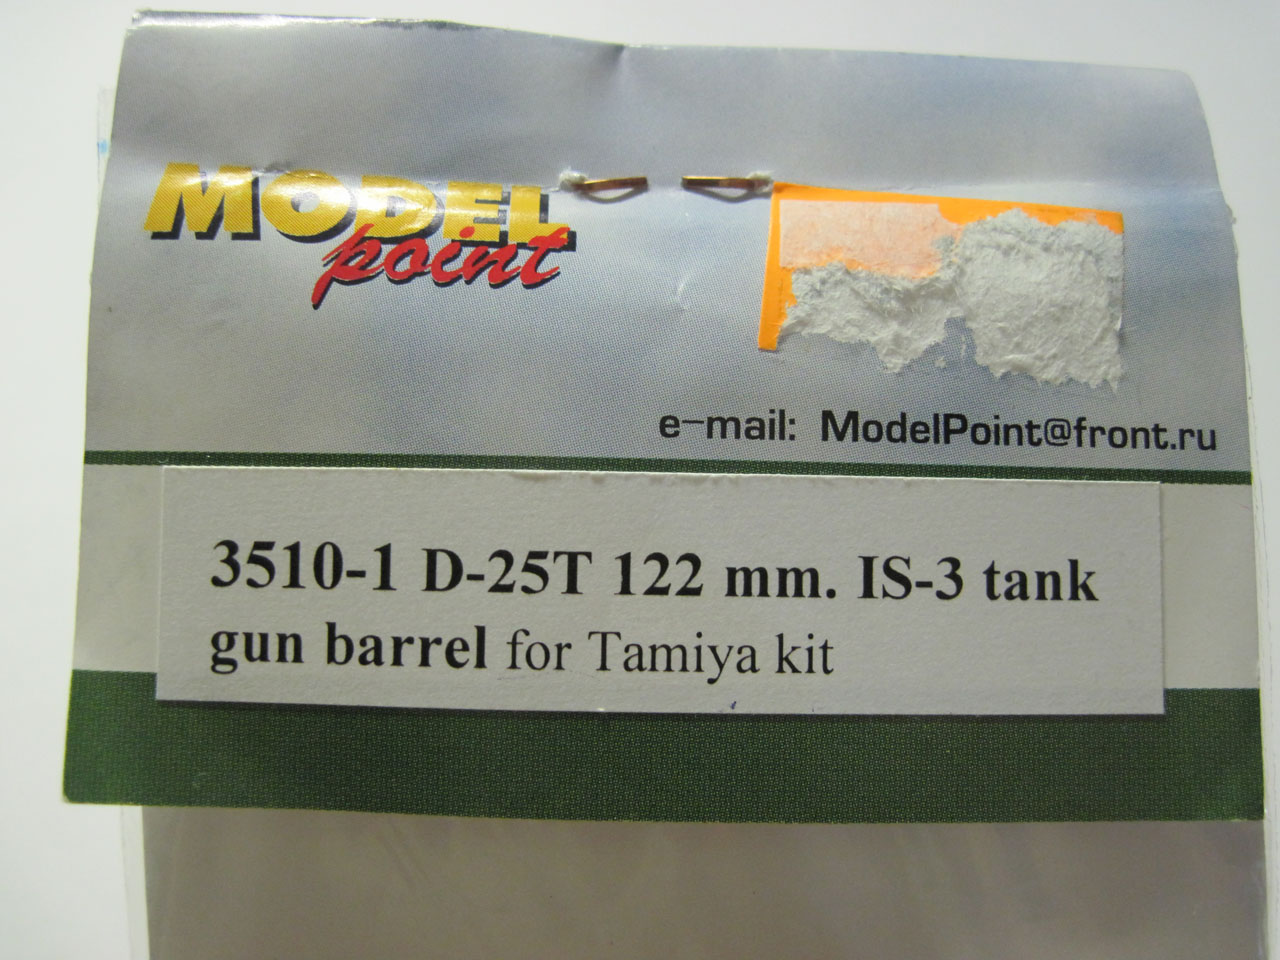 MODEL
point
e-mail: ModelPoint@front.ru
3510-1 D-25T 122 mm. IS-3 tank
gun barrel for Tamiya kit